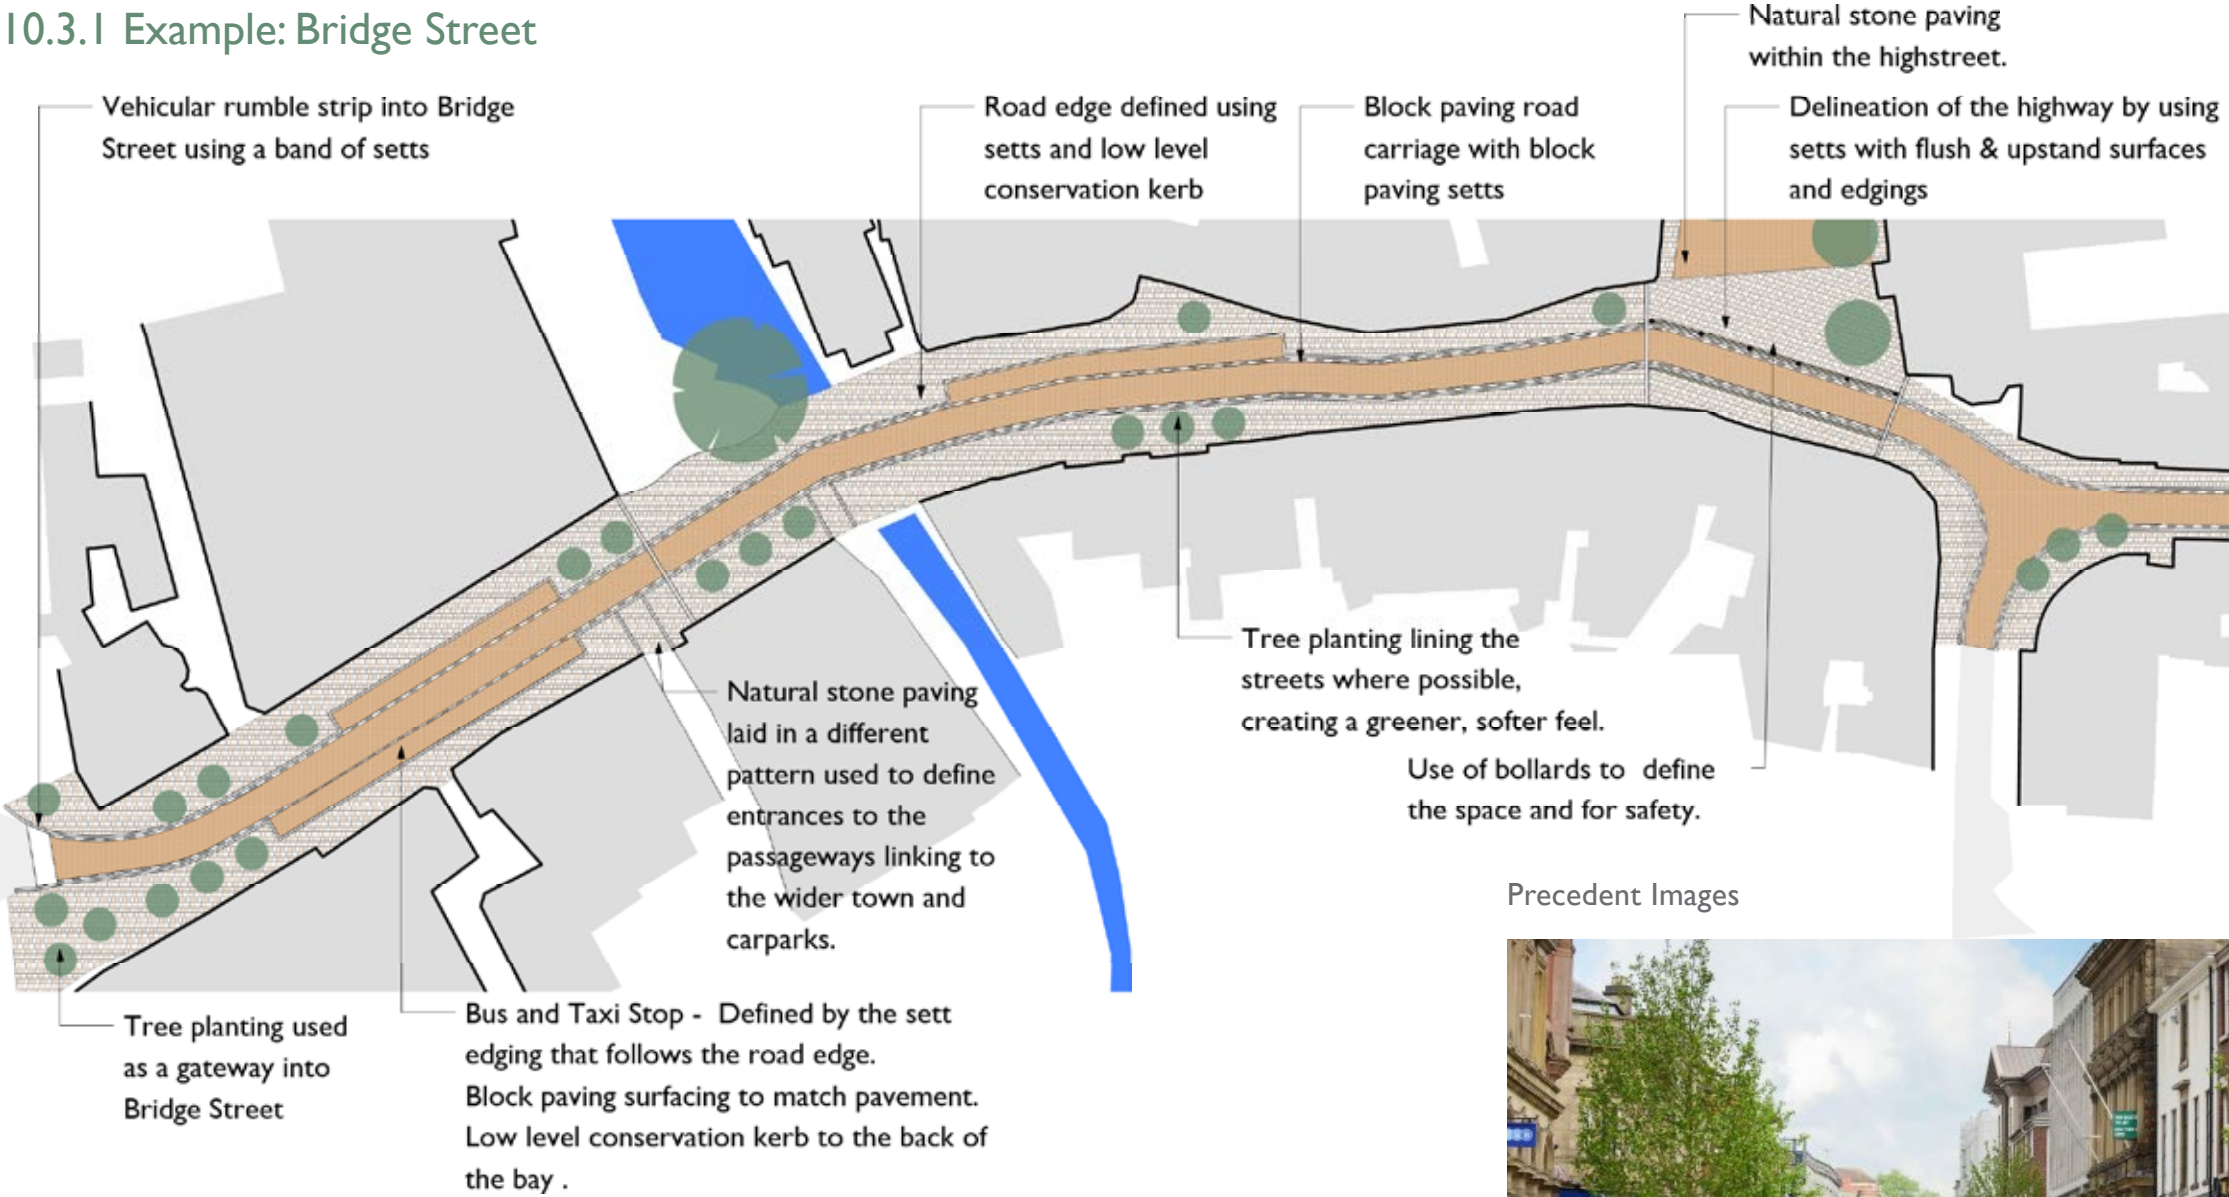 10.3.1 Example: Bridge Street
Natural stone paving
within the highstreet.
Vehicular rumble strip into Bridge
Street using a band of setts
Road edge defined using
setts and low level
conservation kerb
Block paving road
carriage with block
paving setts
Delineation of the highway by using
setts with flush & upstand surfaces
and edgings
Natural stone paving
laid in a different
pattern used to define
entrances to the
passageways linking to
the wider town and
carparks.
Tree planting lining the
streets where possible,
creating a greener, softer feel.
Use of bollards to define
the space and for safety.
Tree planting used
as a gateway into
Bridge Street
Bus and Taxi Stop - Defined by the sett
edging that follows the road edge.
Block paving surfacing to match pavement.
Low level conservation kerb to the back of
the bay .
Precedent Images